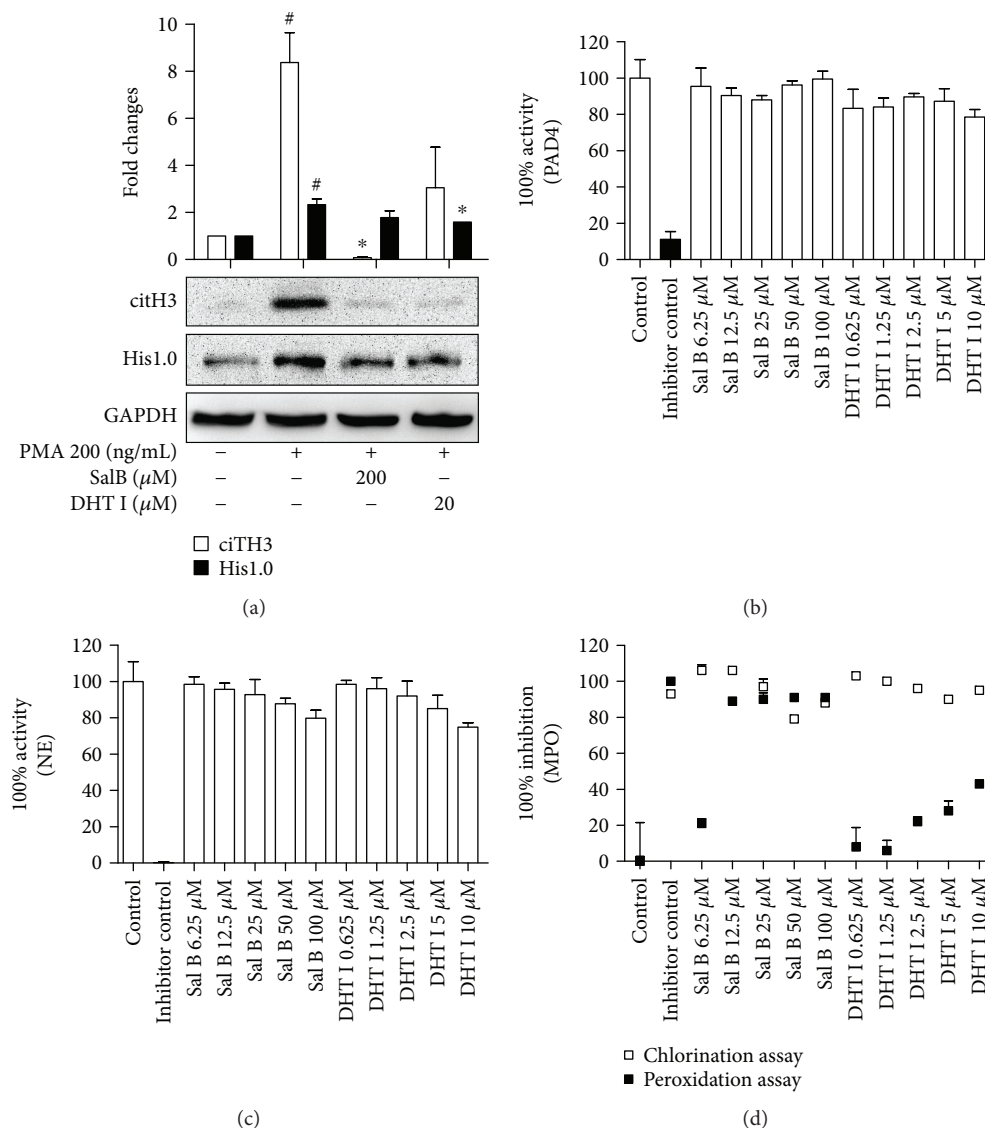 10
8
6
4
2
0
Fold changes
#
#
*
*
citH3
His1.0
GAPDH
PMA 200 (ng/mL) – + + +
SalB (μM) – – 200 –
DHT I (μM) – – – 20
ciTH3
His1.0
(a)
120
100
80
60
40
20
0
100% activity
(PAD4)
Control
Inhibitor control
Sal B 6.25 μM
Sal B 12.5 μM
Sal B 25 μM
Sal B 50 μM
Sal B 100 μM
DHT I 0.625 μM
DHT I 1.25 μM
DHT I 2.5 μM
DHT I 5 μM
DHT I 10 μM
(b)
120
100
80
60
40
20
0
100% activity
(NE)
Control
Inhibitor control
Sal B 6.25 μM
Sal B 12.5 μM
Sal B 25 μM
Sal B 50 μM
Sal B 100 μM
DHT I 0.625 μM
DHT I 1.25 μM
DHT I 2.5 μM
DHT I 5 μM
DHT I 10 μM
(c)
120
100
80
60
40
20
0
100% inhibition
(MPO)
Control
Inhibitor control
Sal B 6.25 μM
Sal B 12.5 μM
Sal B 25 μM
Sal B 50 μM
Sal B 100 μM
DHT I 0.625 μM
DHT I 1.25 μM
DHT I 2.5 μM
DHT I 5 μM
DHT I 10 μM
Chlorination assay
Peroxidation assay
(d)